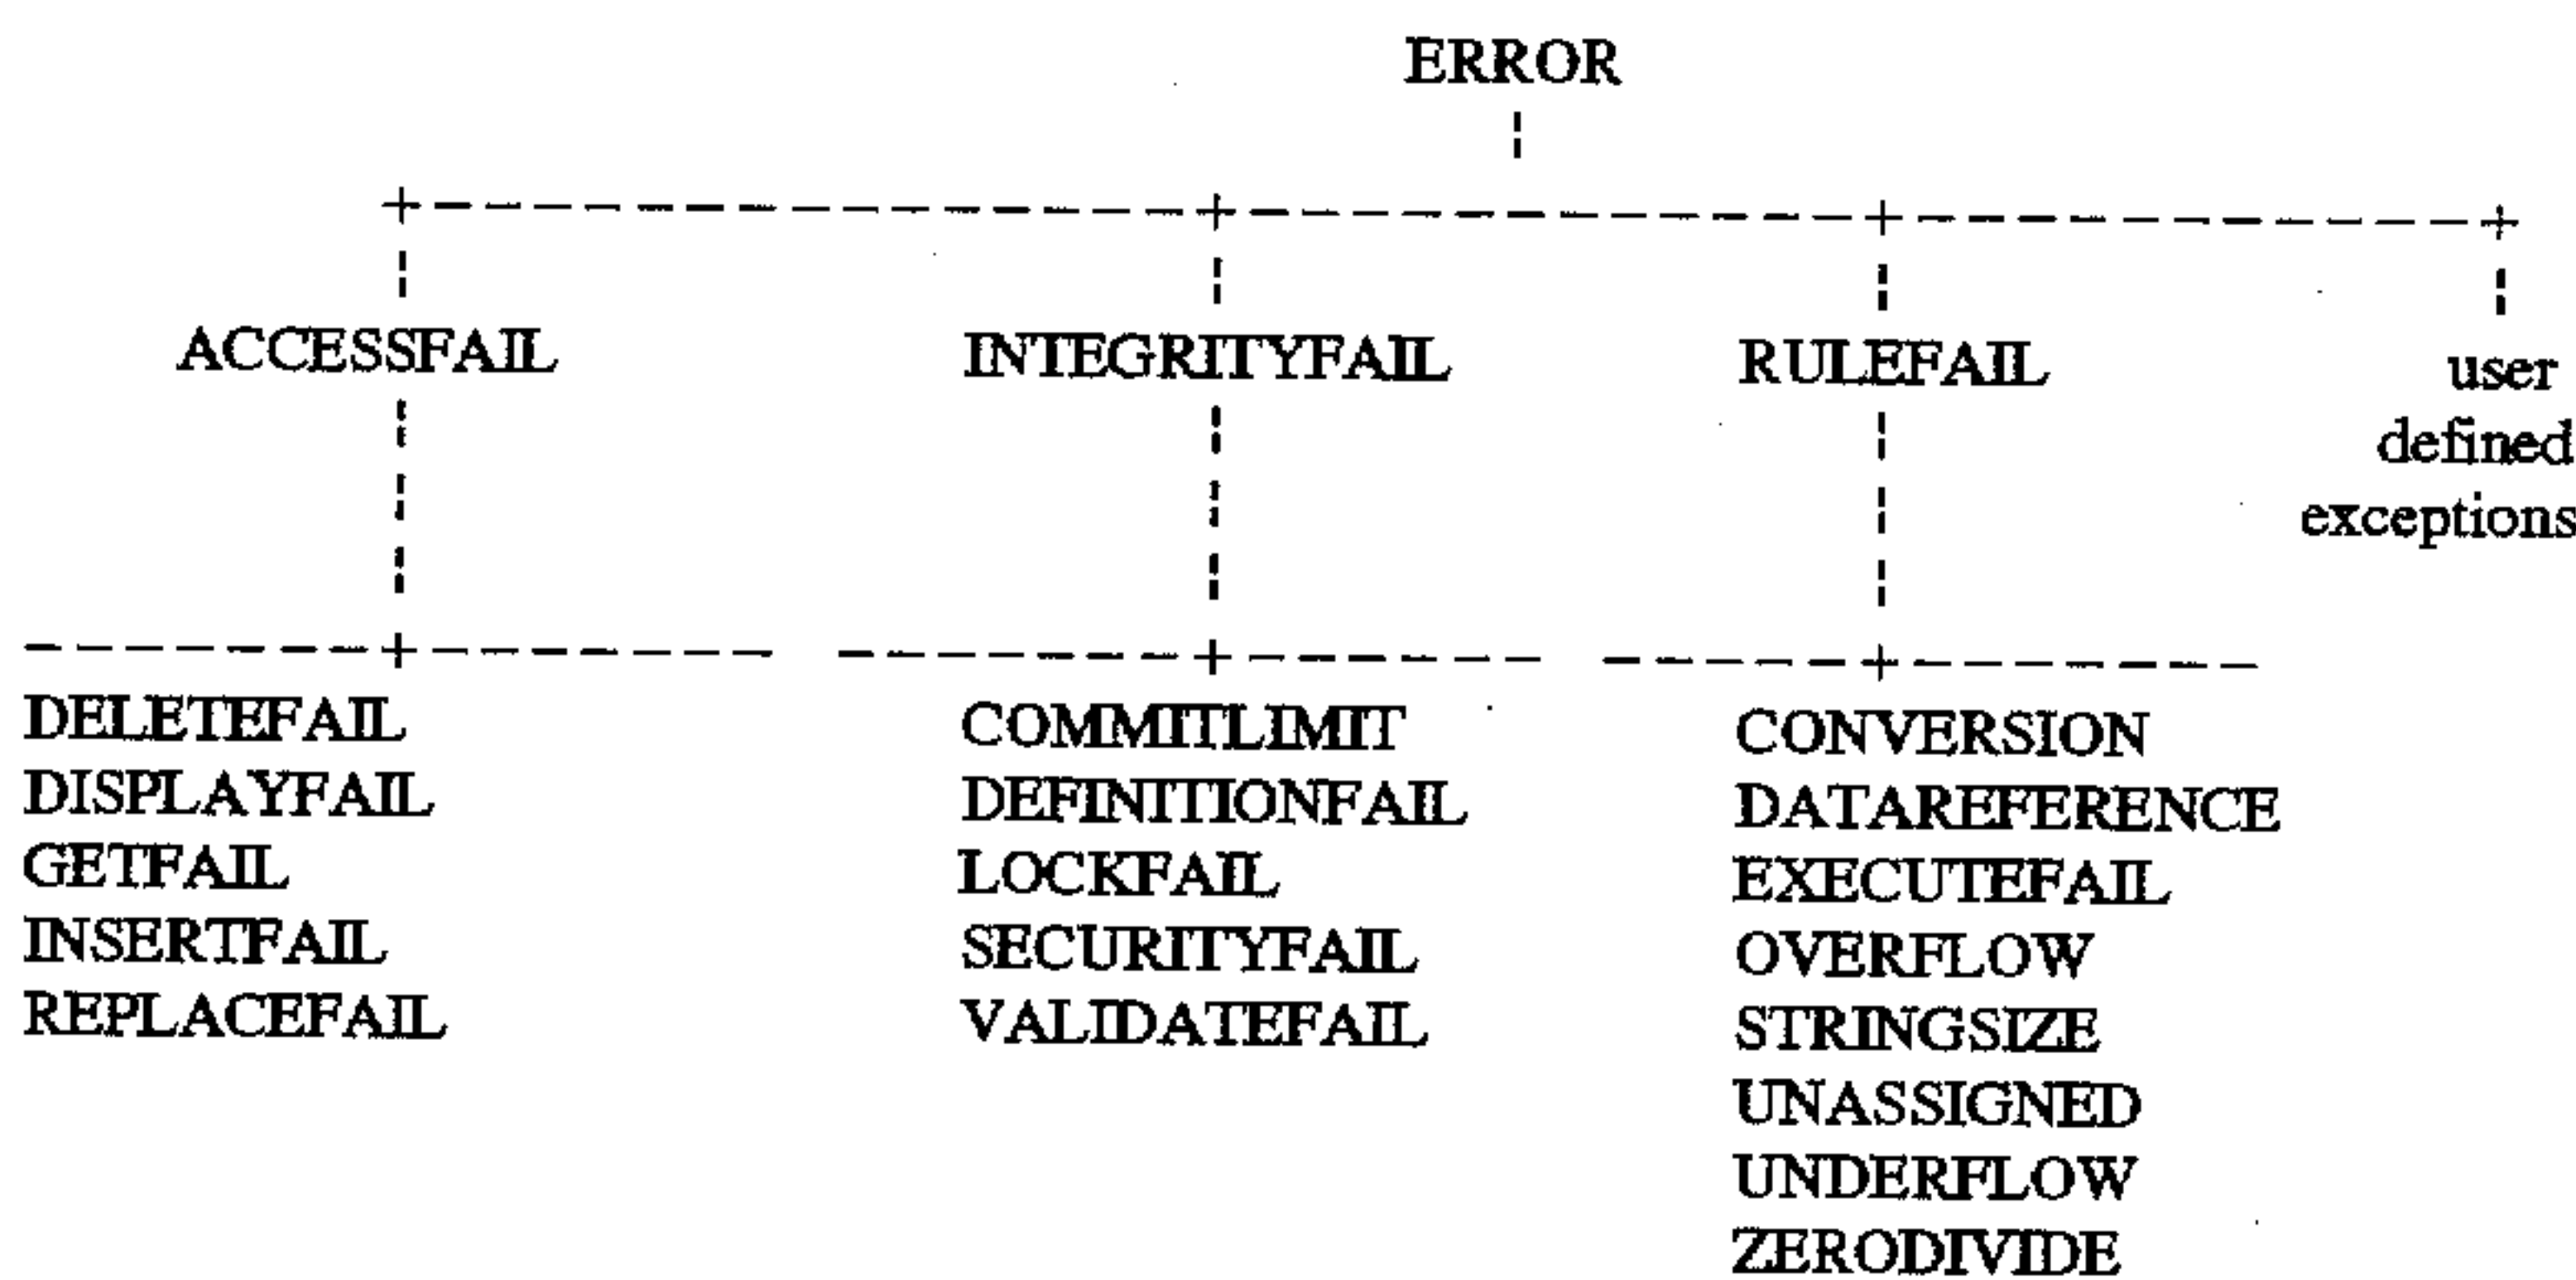 ERROR
ACCESSFAIL
INTEGRITYFAIL
RULEFAIL
user
defined
exceptions
DELETEFAIL
DISPLAYFAIL
GETFAIL
INSERTFAIL
REPLACEFAIL
COMMITLIMIT
DEFINITIONFAIL
LOCKFAIL
SECURITYFAIL
VALIDATEFAIL
CONVERSION
DATAREFERENCE
EXECUTEFAIL
OVERFLOW
STRINGSIZE
UNASSIGNED
UNDERFLOW
ZERODIVIDE